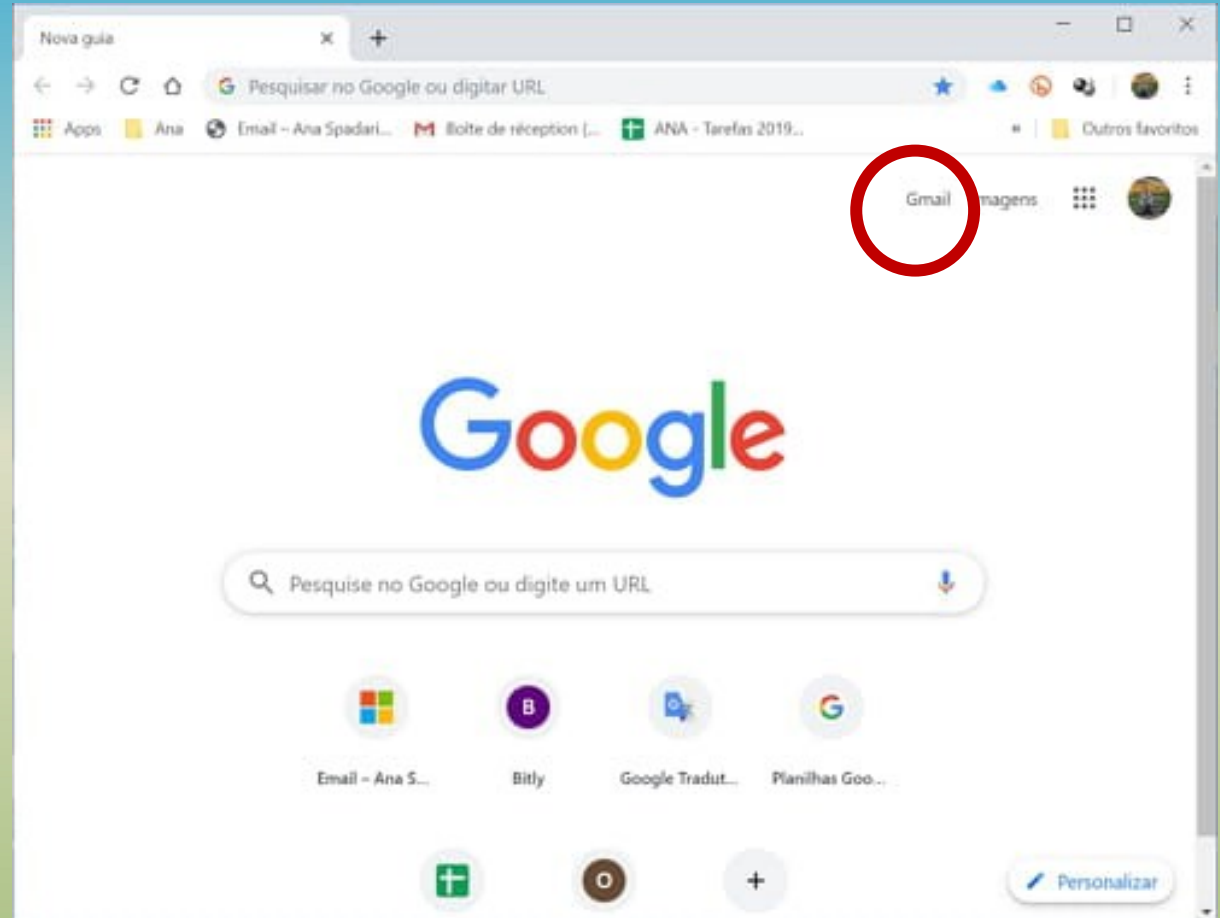 Nova guia
Pesquisar no Google ou digitar URL
Apps Ana Email – Ana Spadari... Boîte de réception (... ANA - Tarefas 2019... » Outros favoritos
Gmail magens
Google
Pesquise no Google ou digite um URL
B
Email – Ana S... Bitly Google Tradut... Planilhas Goo...
O
Personalizar